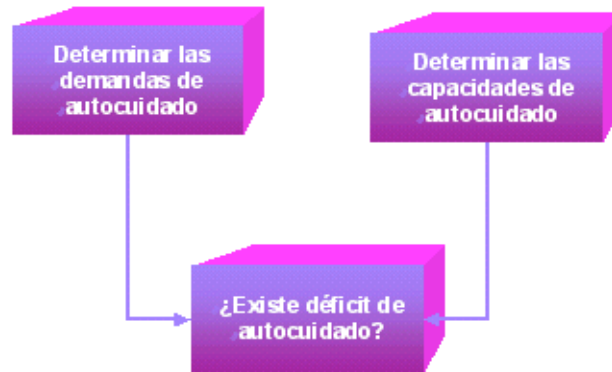 Determinar las
demandas de
autocuidado
Determinar las
capacidades de
autocuidado
¿Existe déficit de
autocuidado?